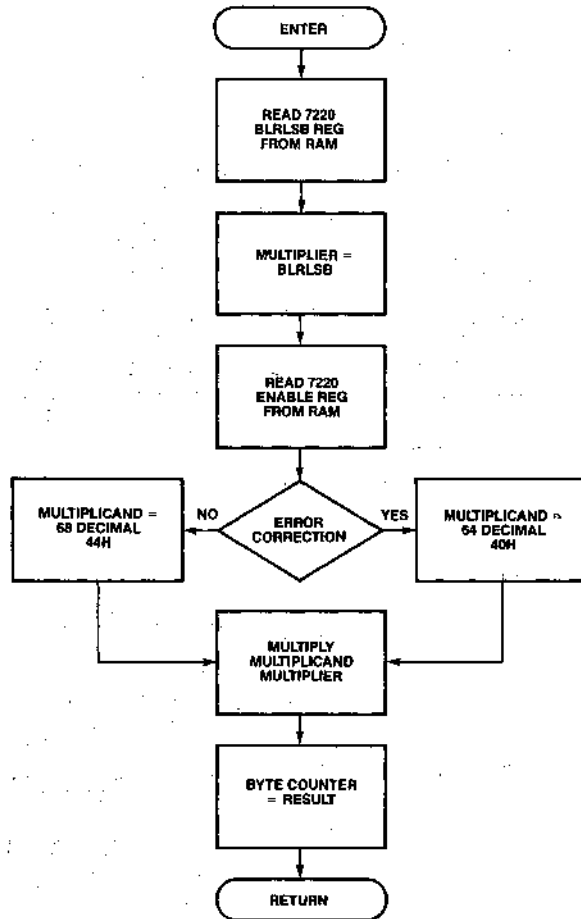 ENTER
READ 7220
BLRLSB REG
FROM RAM
MULTIPLIER =
BLRLSB
READ 7220
ENABLE REG
FROM RAM
MULTIPLICAND =
68 DECIMAL
44H
NO
ERROR
CORRECTION
YES
MULTIPLICAND =
64 DECIMAL
40H
MULTIPLY
MULTIPLICAND
MULTIPLIER
BYTE COUNTER
= RESULT
RETURN